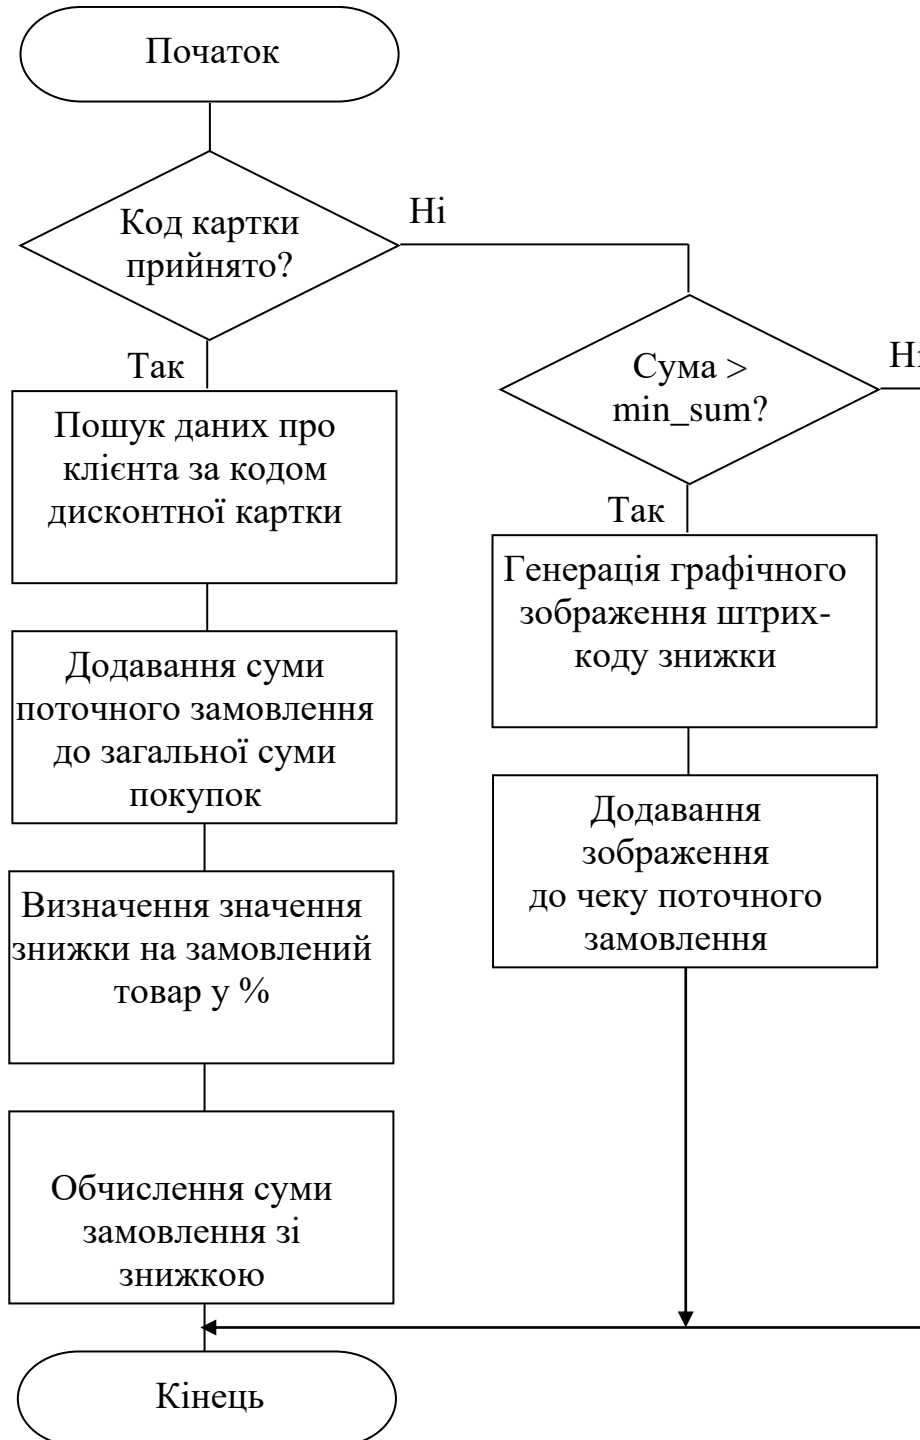 Початок
Код картки
прийнято?
Ні
Так
Сума >
min_sum?
Ні
Так
Пошук даних про
клієнта за кодом
дисконтної картки
Додавання суми
поточного замовлення
до загальної суми
покупок
Визначення значення
знижки на замовлений
товар у %
Обчислення суми
замовлення зі
знижкою
Генерація графічного
зображення штрих-
коду знижки
Додавання
зображення
до чеку поточного
замовлення
Кінець